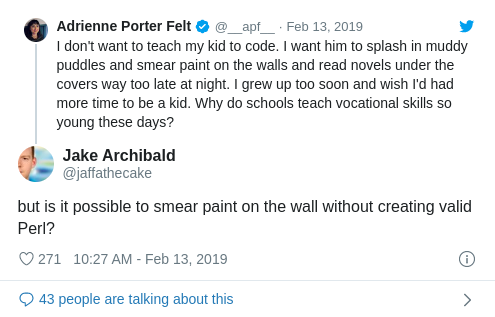 Adrienne Porter Felt @__apf__ · Feb 13, 2019
I don't want to teach my kid to code. I want him to splash in muddy
puddles and smear paint on the walls and read novels under the
covers way too late at night. I grew up too soon and wish I'd had
more time to be a kid. Why do schools teach vocational skills so
young these days?
Jake Archibald
@jaffathecake
but is it possible to smear paint on the wall without creating valid
Perl?
271 10:27 AM - Feb 13, 2019
43 people are talking about this